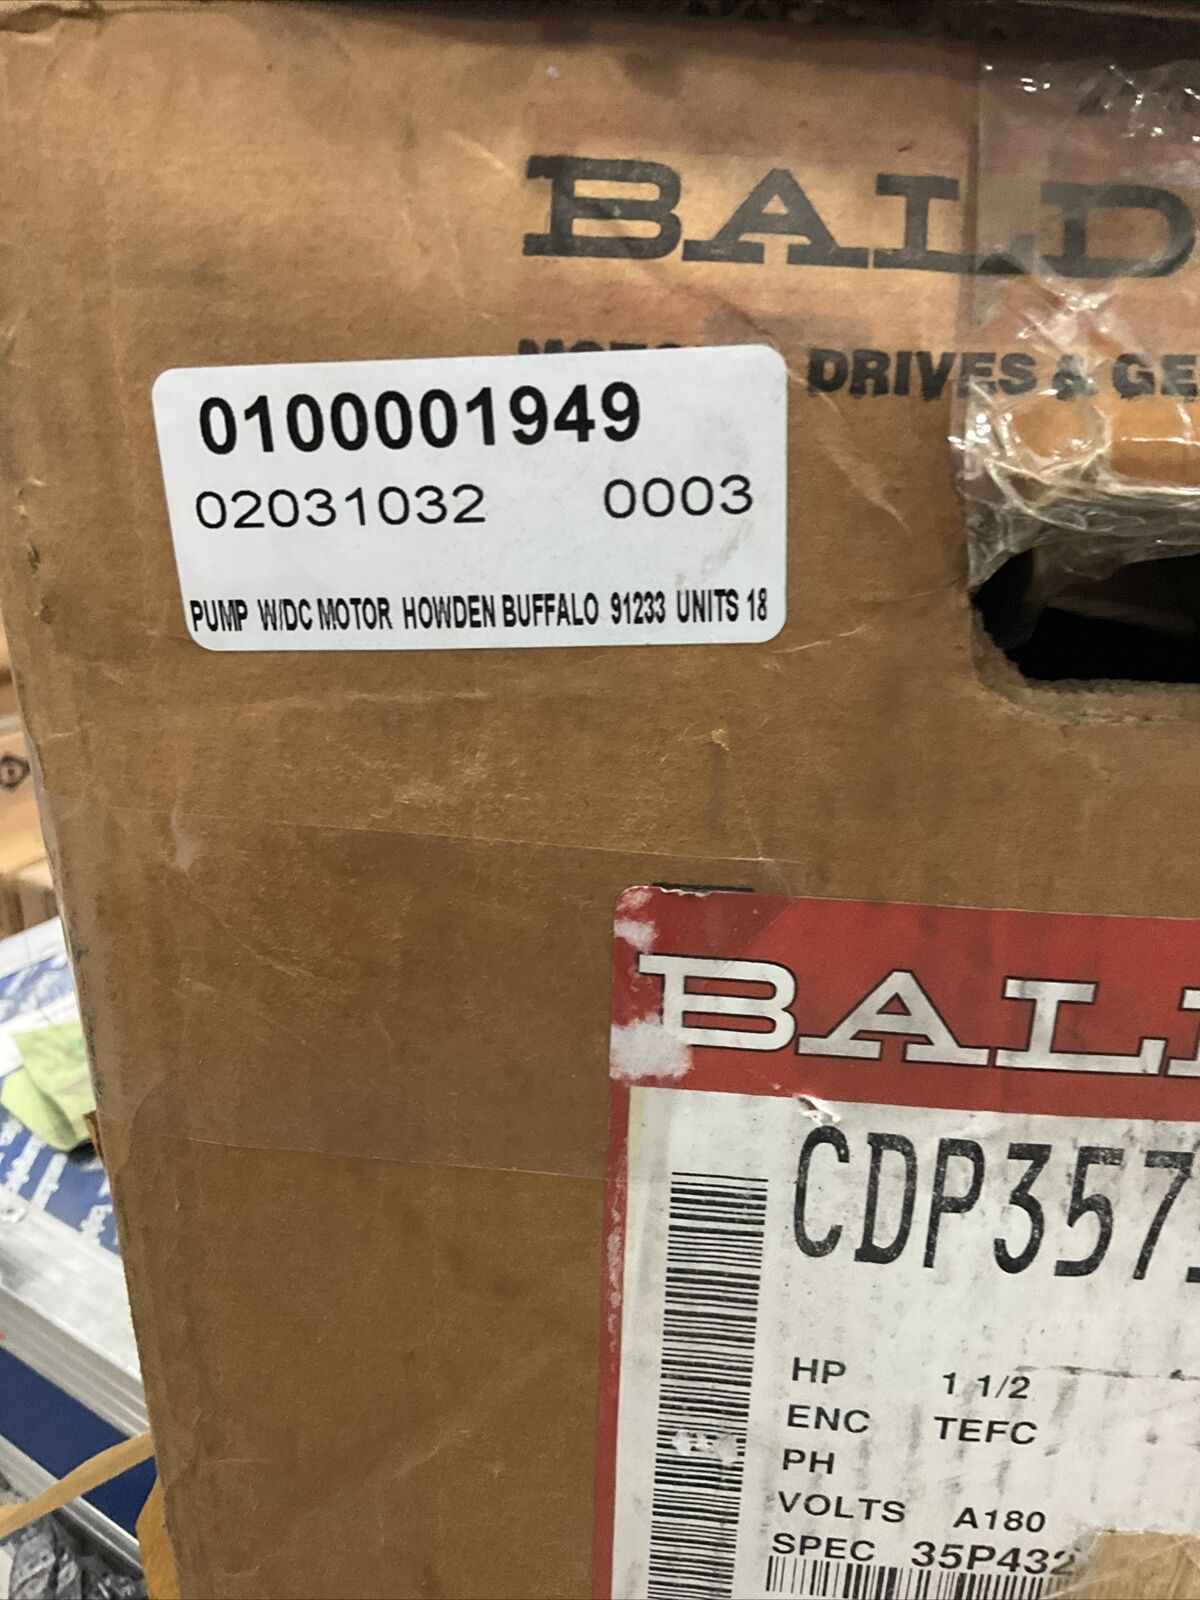 BALD
DRIVES & GE
0100001949
02031032 0003
PUMP W/DC MOTOR HOWDEN BUFFALO 91233 UNITS 18
BAL
CDP357
HP 1 1/2
ENC TEFC
PH
VOLTS A180
SPEC 35P432